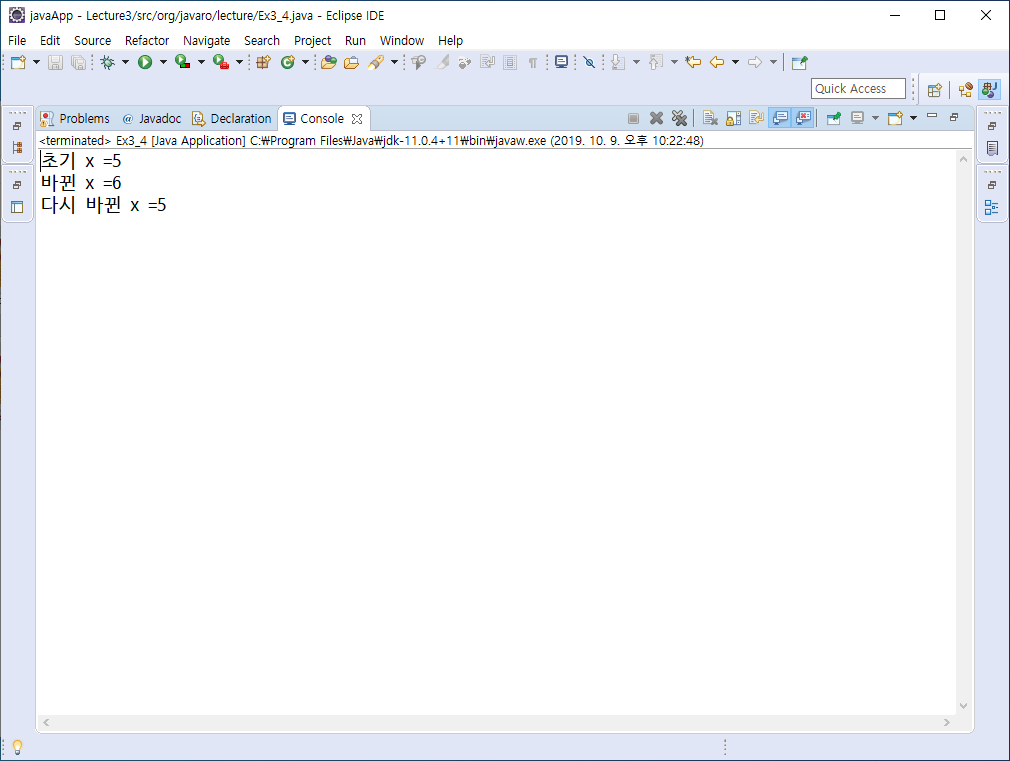 javaApp - Lecture3/src/org/javaro/lecture/Ex3_4.java - Eclipse IDE
File Edit Source Refactor Navigate Search Project Run Window Help
Quick Access
Problems @ Javadoc Declaration Console
<terminated> Ex3_4 [Java Application] C:₩Program Files₩Java₩jdk-11.0.4+11₩bin₩javaw.exe (2019. 10. 9. 오후 10:22:48)
초기 x =5
바뀐 x =6
다시 바뀐 x =5